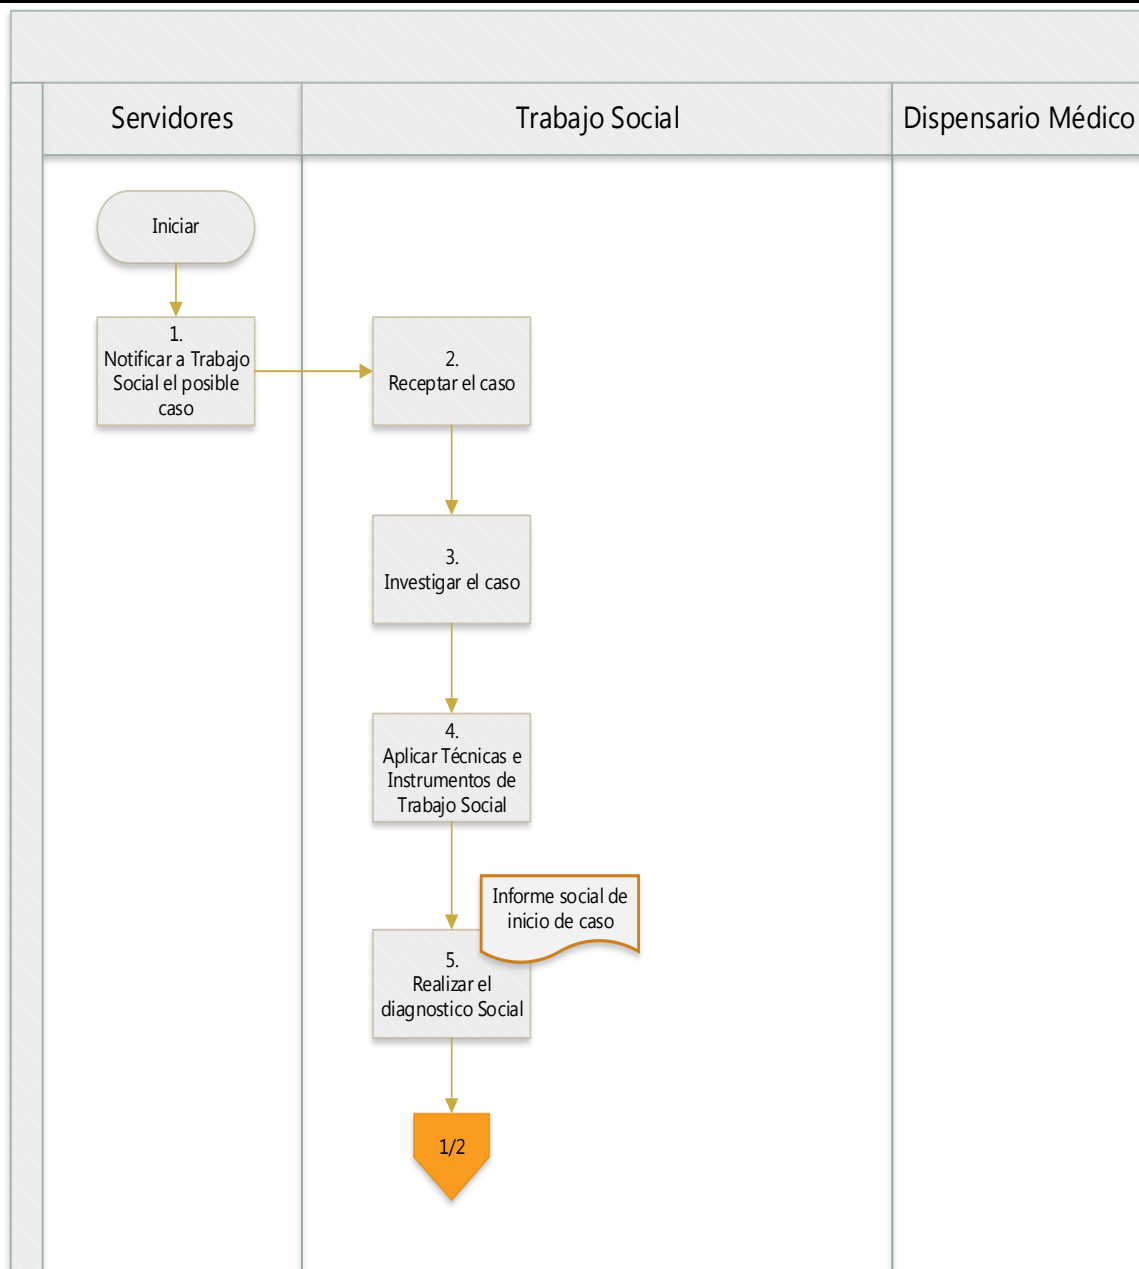 Servidores
Trabajo Social
Dispensario Médico
Iniciar
1.
Notificar a Trabajo
Social el posible
caso
2.
Receptar el caso
3.
Investigar el caso
4.
Aplicar Técnicas e
Instrumentos de
Trabajo Social
Informe social de
inicio de caso
5.
Realizar el
diagnostico Social
1/2